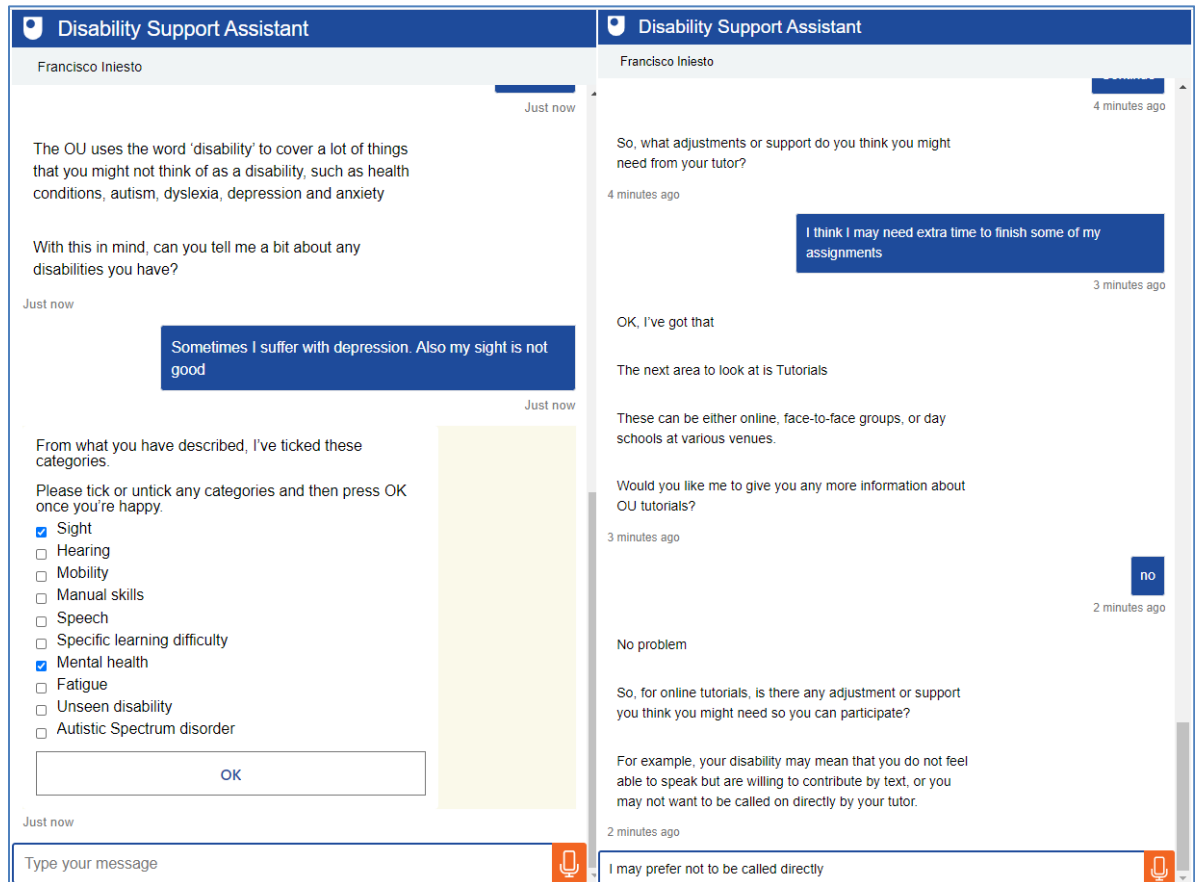 Disability Support Assistant
Francisco Iniesto
Just now
The OU uses the word ‘disability’ to cover a lot of things
that you might not think of as a disability, such as health
conditions, autism, dyslexia, depression and anxiety
With this in mind, can you tell me a bit about any
disabilities you have?
Just now
Sometimes I suffer with depression. Also my sight is not
good
Just now
From what you have described, I've ticked these
categories.
Please tick or untick any categories and then press OK
once you're happy.
Sight
Hearing
Mobility
Manual skills
Speech
Specific learning difficulty
Mental health
Fatigue
Unseen disability
Autistic Spectrum disorder
OK
Just now
Type your message
Disability Support Assistant
Francisco Iniesto
4 minutes ago
So, what adjustments or support do you think you might
need from your tutor?
4 minutes ago
I think I may need extra time to finish some of my
assignments
3 minutes ago
OK, I've got that
The next area to look at is Tutorials
These can be either online, face-to-face groups, or day
schools at various venues.
Would you like me to give you any more information about
OU tutorials?
3 minutes ago
no
2 minutes ago
No problem
So, for online tutorials, is there any adjustment or support
you think you might need so you can participate?
For example, your disability may mean that you do not feel
able to speak but are willing to contribute by text, or you
may not want to be called on directly by your tutor.
2 minutes ago
I may prefer not to be called directly